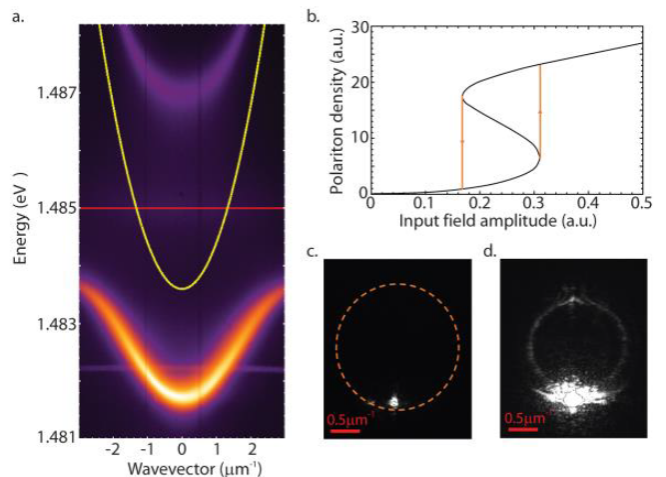 a.
1.487
1.485
1.483
1.481
Energy (eV )
-2 -1 0 1 2
Wavevector (μm⁻¹)
b.
30
20
10
0
Polariton density (a.u.)
0 0.1 0.2 0.3 0.4 0.5
Input field amplitude (a.u.)
c.
0.5μm⁻¹
d.
0.5μm⁻¹